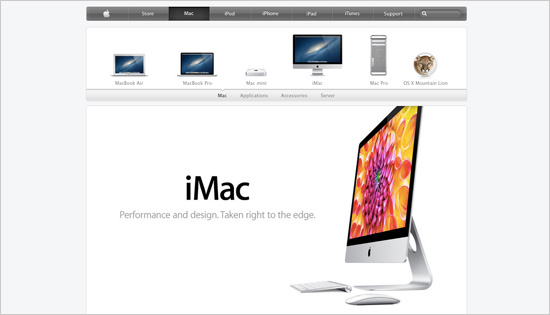 Store Mac iPod iPhone iPad iTunes Support
MacBook Air MacBook Pro Mac mini iMac Mac Pro OS X Mountain Lion
Mac Applications Accessories Server
iMac
Performance and design. Taken right to the edge.